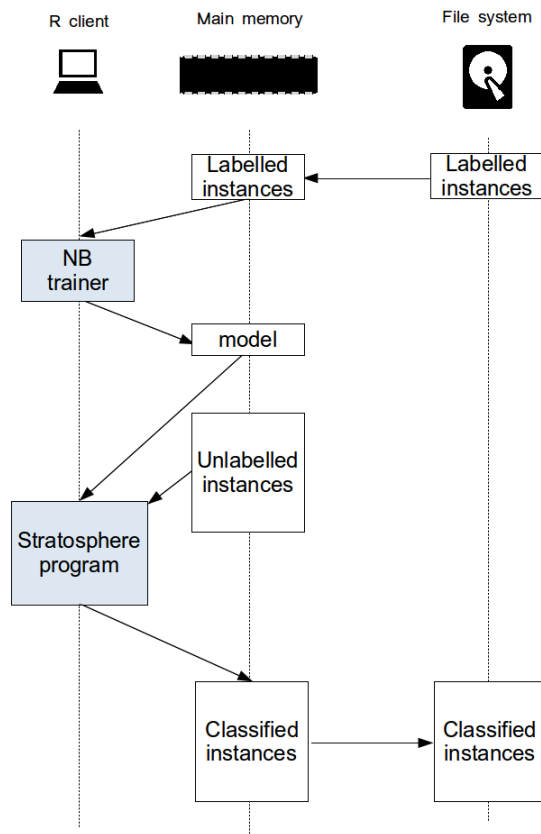 R client
Main memory
File system
Labelled
instances
Labelled
instances
NB
trainer
model
Unlabelled
instances
Stratosphere
program
Classified
instances
Classified
instances